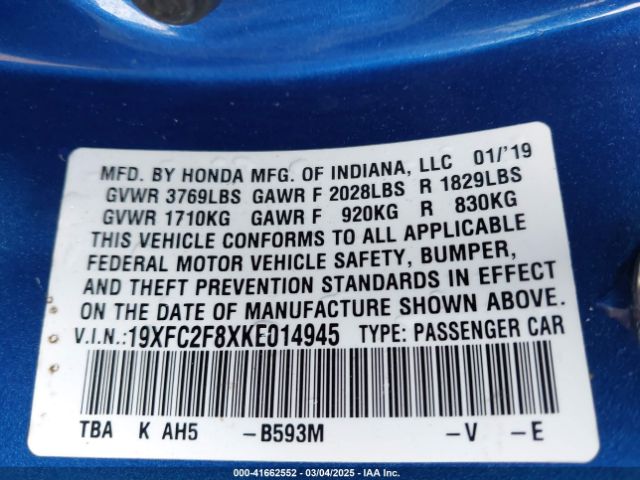 MFD. BY HONDA MFG. OF INDIANA, LLC 01/'19
GVWR 3769LBS GAWR F 2028LBS R 1829LBS
GVWR 1710KG GAWR F 920KG R 830KG
THIS VEHICLE CONFORMS TO ALL APPLICABLE
FEDERAL MOTOR VEHICLE SAFETY, BUMPER,
AND THEFT PREVENTION STANDARDS IN EFFECT
ON THE DATE OF MANUFACTURE SHOWN ABOVE.
V.I.N.:19XFC2F8XKE014945 TYPE: PASSENGER CAR
TBA K AH5 -B593M -V -E
000-41662552 - 03/04/2025 - IAA Inc.